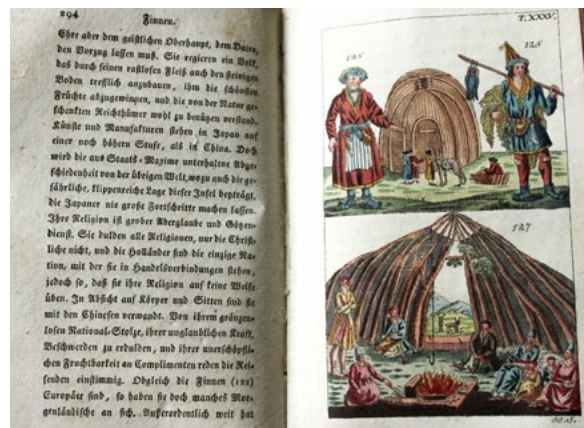 294 Finnen.
Ehre aber dem geistlichen Oberhaupt, dem Dairo,
den Vorzug lassen muß. Sie regieren ein Volk,
das durch seinen rastlosen Fleiß auch den steinigen
Boden trefflich anzubauen, ihm die schönsten
Früchte abzugewinnen, und die von der Natur ge-
schenkten Reichthümer wohl zu benützen verstand.
Künste und Manufakturen stehen in Japan auf
einer noch höhern Stufe, als in China. Doch
wird die aus Staats-Maxime unterhaltene Abge-
schiedenheit von der übrigen Welt, wozu auch die ge-
fährliche, klippenreiche Lage dieser Insel beyträgt,
die Japaner nie große Fortschritte machen lassen.
Ihre Religion ist grober Aberglaube und Götzen-
dienst. Sie dulden alle Religionen, nur die Christ-
liche nicht, und die Holländer sind die einzige Na-
tion, mit der sie in Handelsverbindungen stehen,
jedoch so, daß sie ihre Religion auf keine Weise
üben. In Absicht auf Körper und Sitten sind sie
mit den Chinesen verwandt. Von ihrem gränzen-
losen National-Stolze, ihrer unglaublichen Kraft,
Beschwerden zu erdulden, und ihrer unerschöpfli-
chen Fruchtbarkeit an Complimenten reden die Rei-
senden einstimmig. Obgleich die Finnen (122)
Europäer sind, so haben sie doch manches Mor-
genländische an sich. Außerordentlich weit hat
T. XXXV.
126 125
127